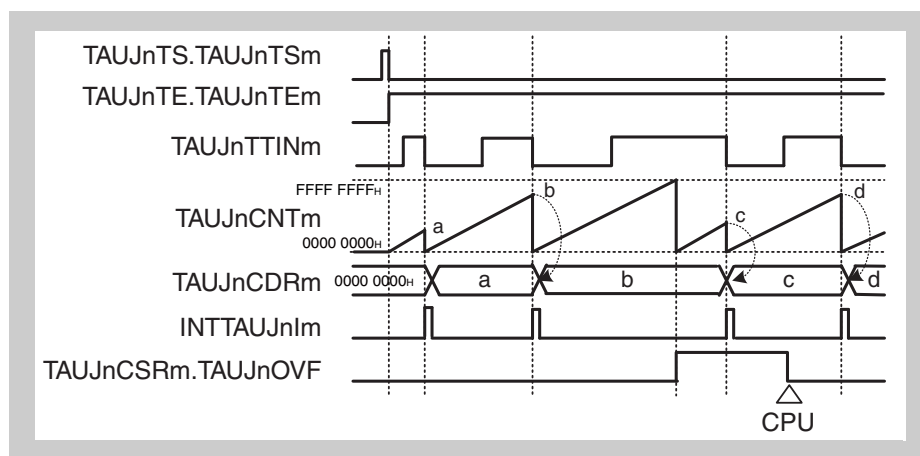 TAUJnTS.TAUJnTSm
TAUJnTE.TAUJnTEm
TAUJnTTINm
FFFF FFFFH
TAUJnCNTm
0000 0000H
a
b
c
d
TAUJnCDRm
0000 0000H
a
b
c
d
INTTAUJnIm
TAUJnCSRm.TAUJnOVF
CPU